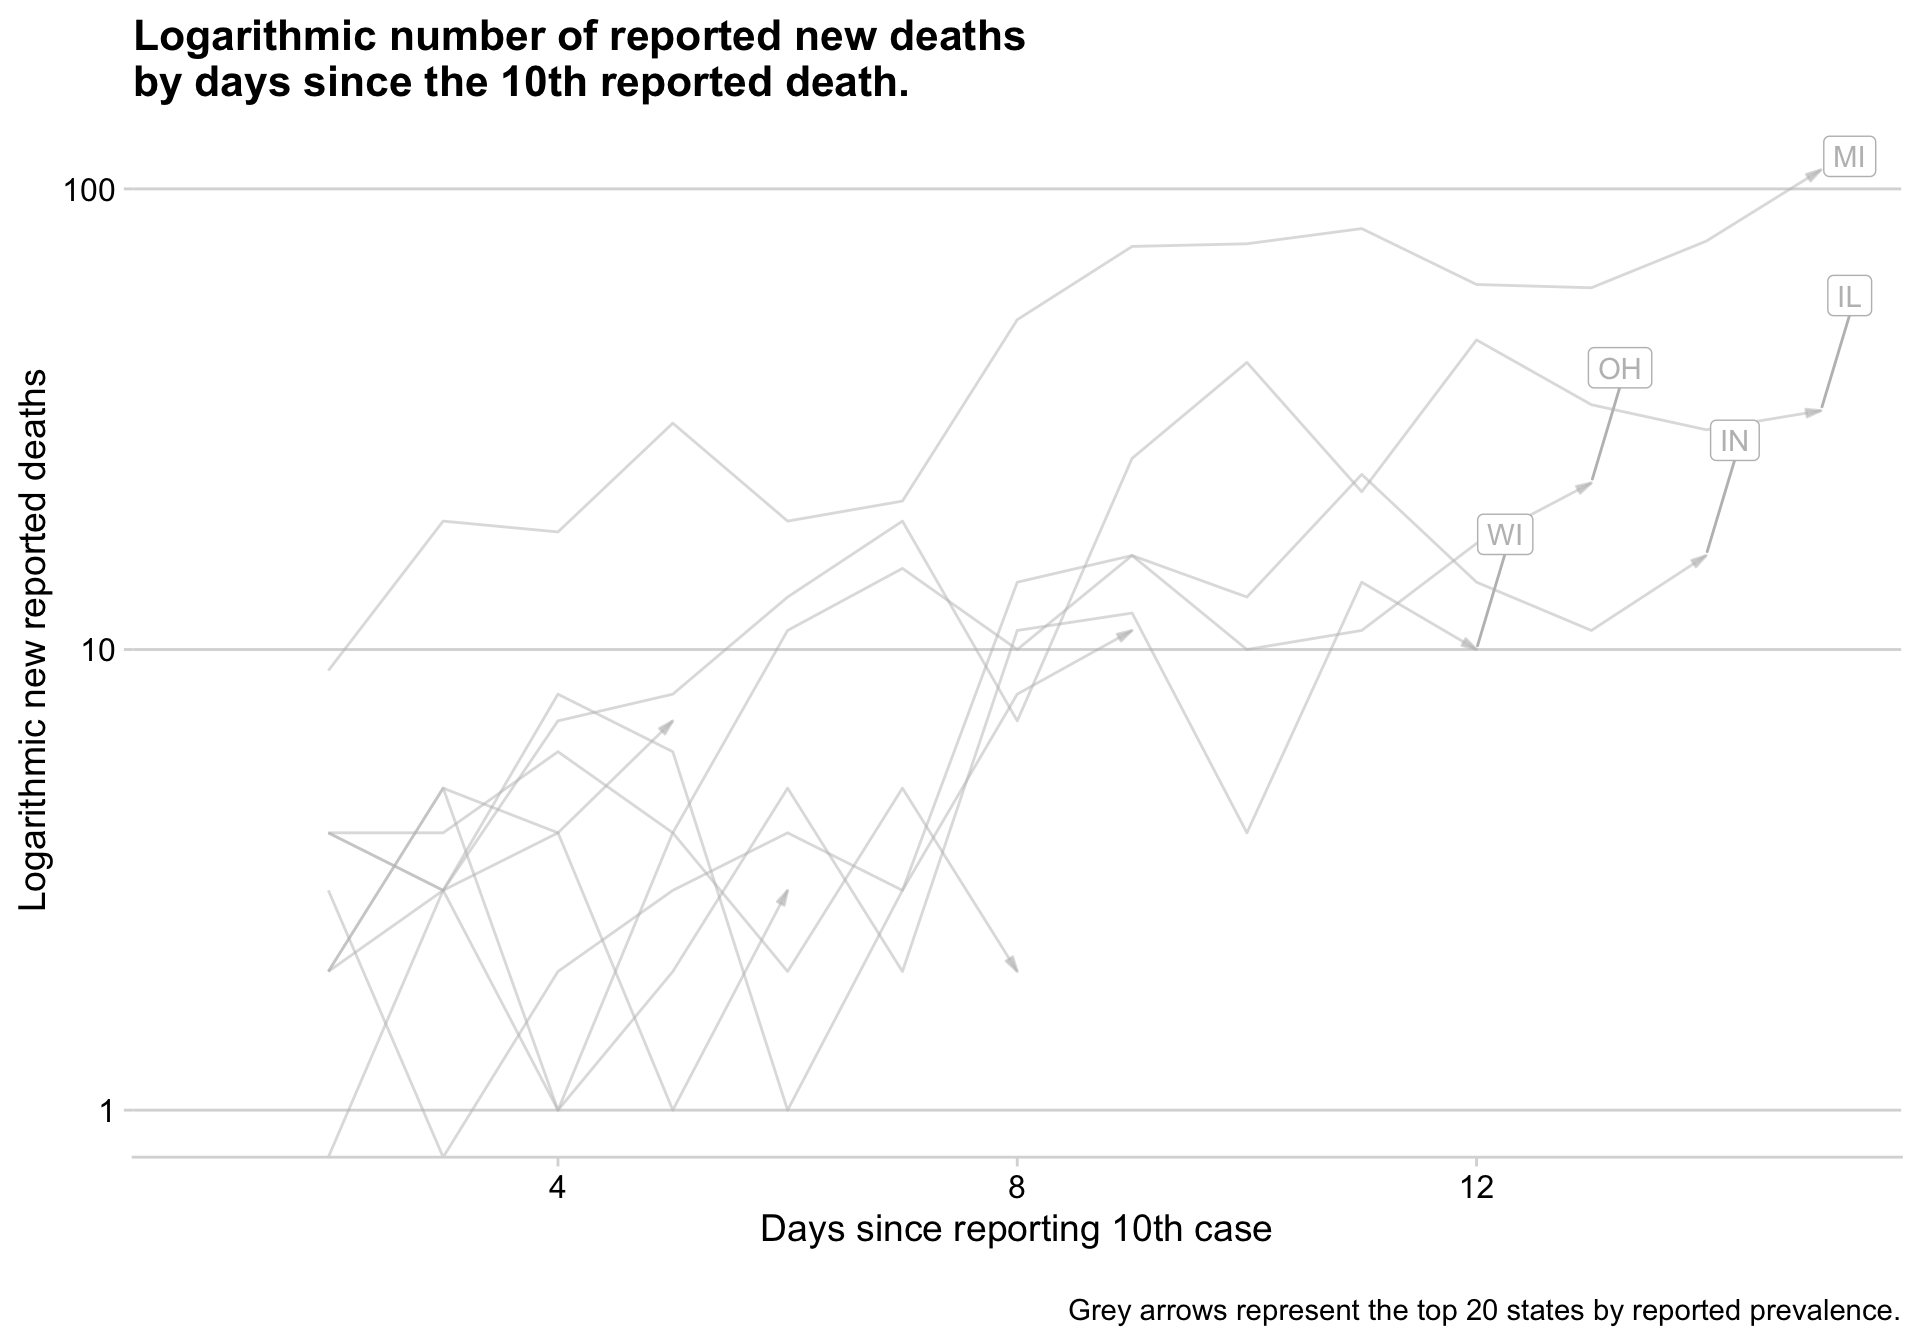 Logarithmic number of reported new deaths
by days since the 10th reported death.
MI
100
IL
OH
IN
WI
10
1
Logarithmic new reported deaths
4 8 12
Days since reporting 10th case
Grey arrows represent the top 20 states by reported prevalence.